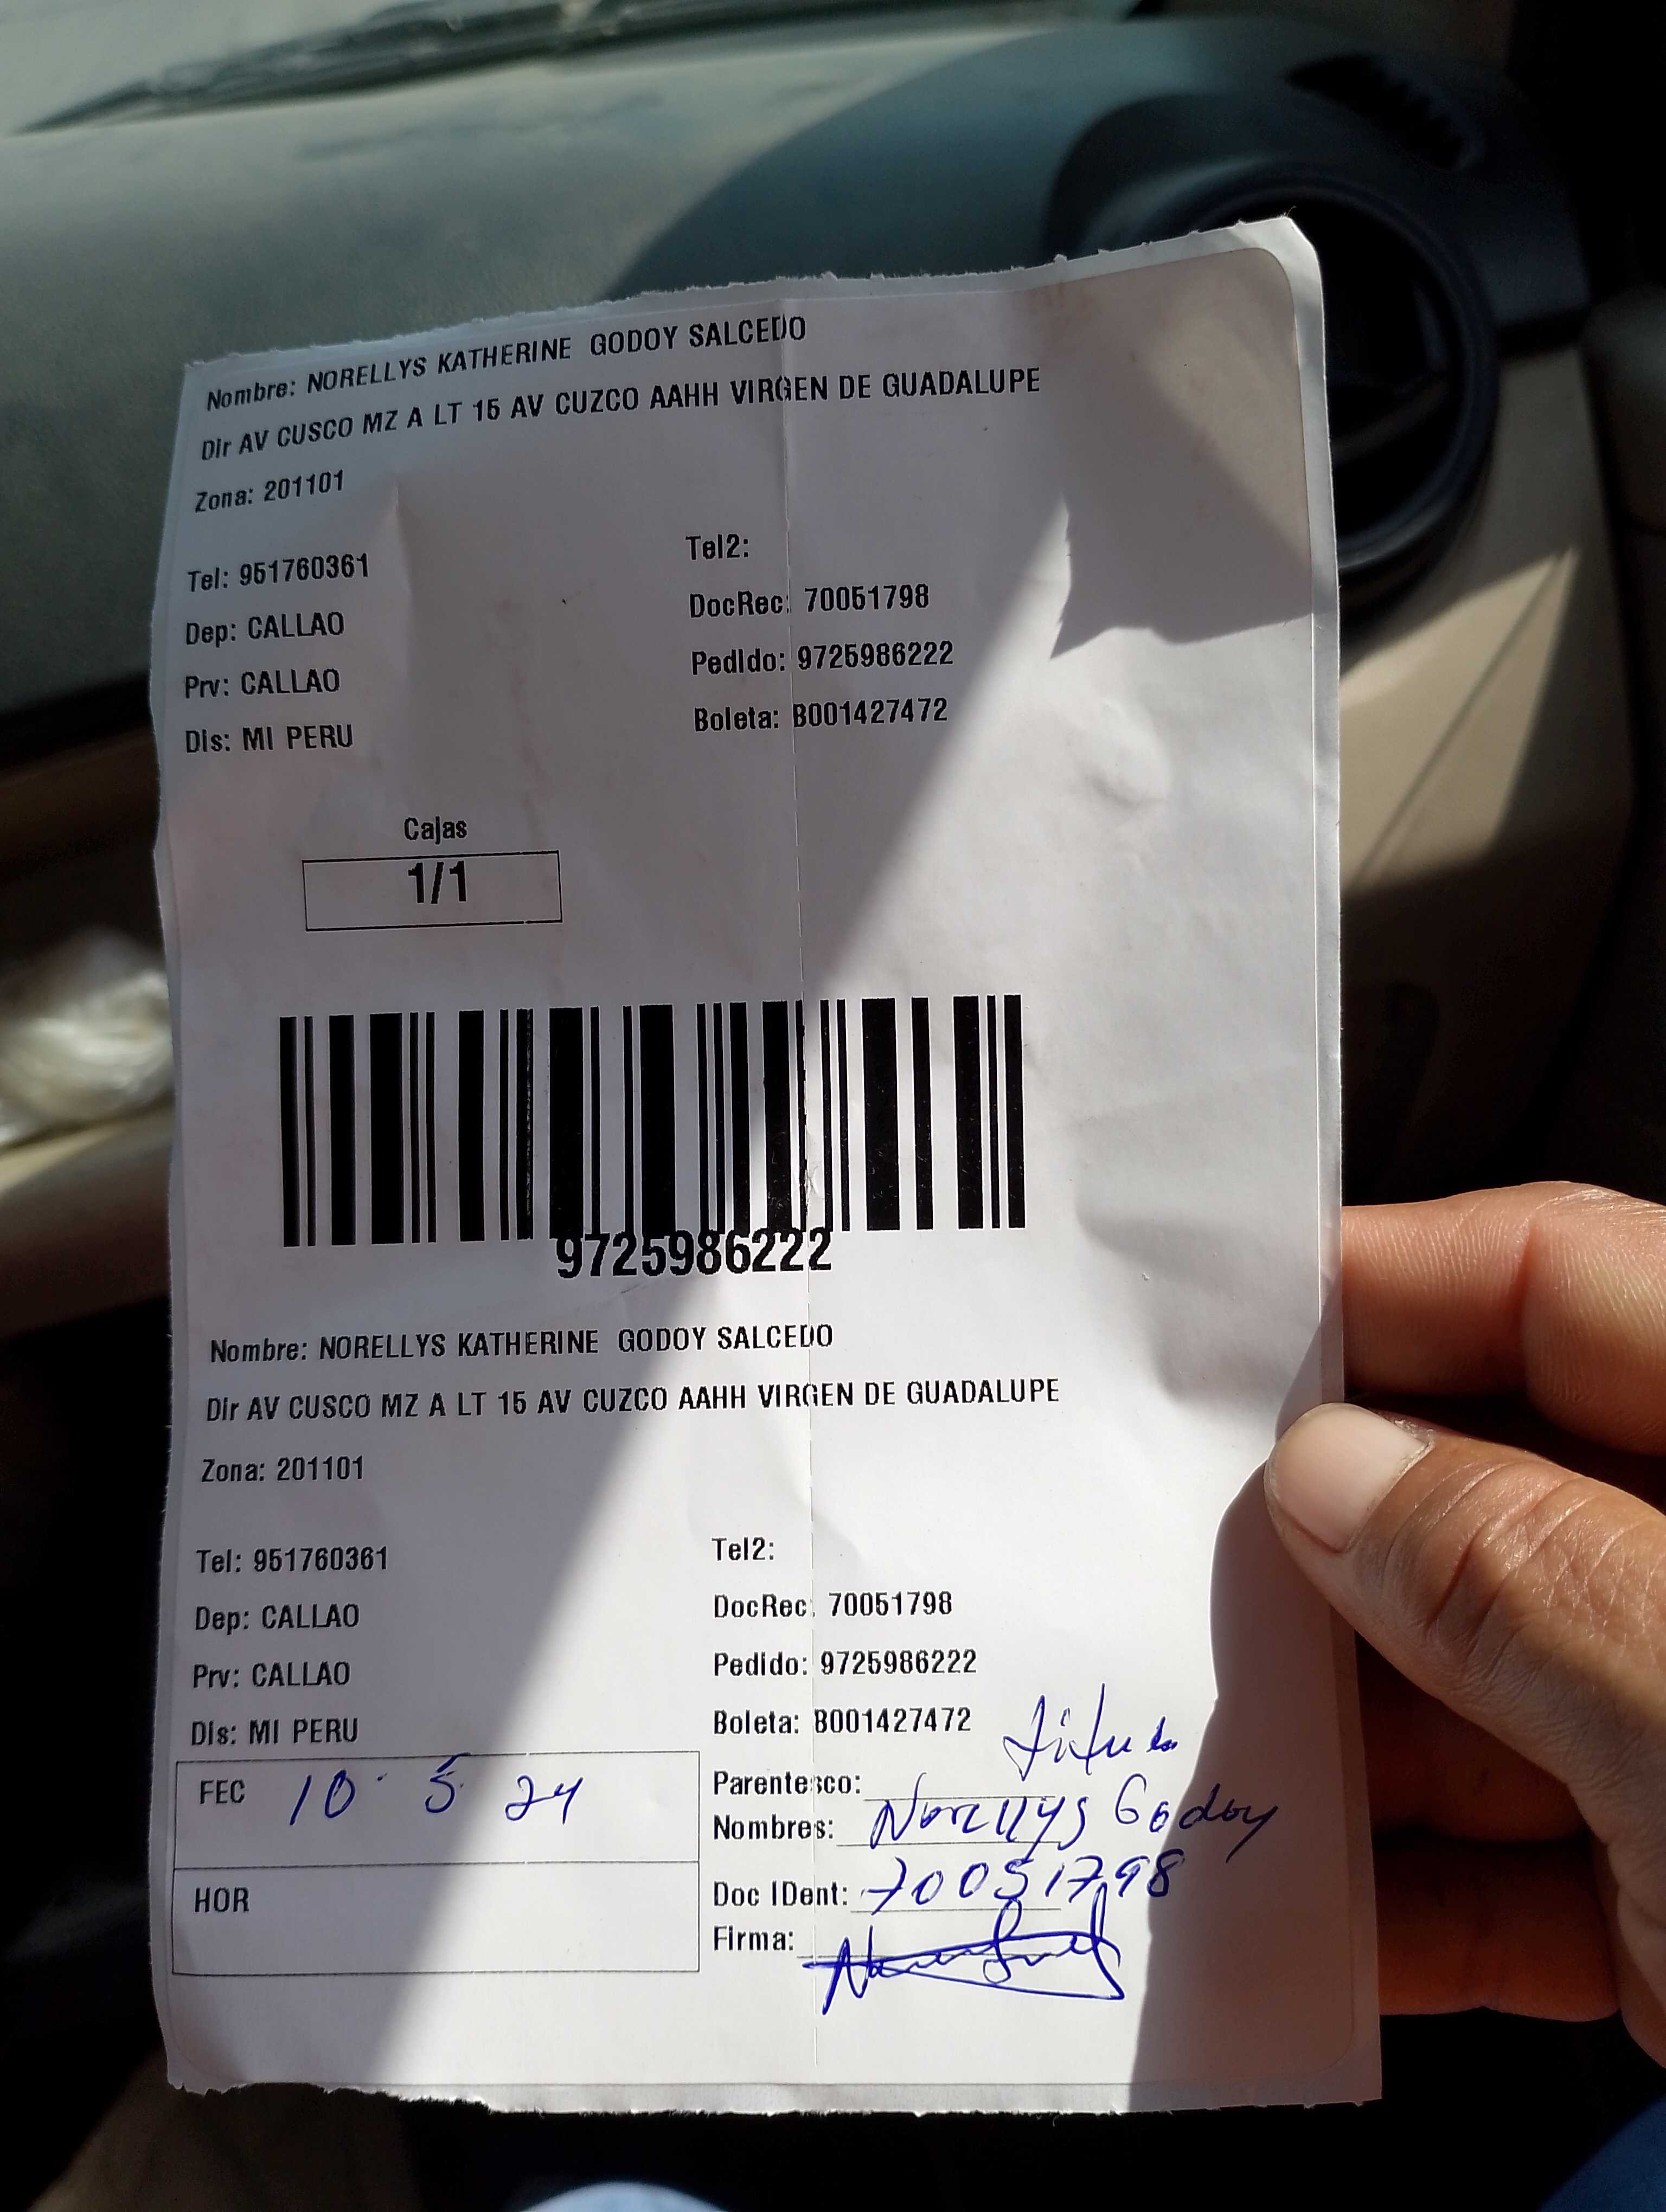 Nombre: NORELLYS KATHERINE GODOY SALCEDO
Dir AV CUSCO MZ A LT 15 AV CUZCO AAHH VIRGEN DE GUADALUPE
Zona: 201101
Tel: 951760361
Tel2:
Dep: CALLAO
DocRec: 70051798
Prv: CALLAO
Pedido: 9725986222
Dis: MI PERU
Boleta: B001427472
Cajas
1/1
9725986222
Nombre: NORELLYS KATHERINE GODOY SALCEDO
Dir AV CUSCO MZ A LT 15 AV CUZCO AAHH VIRGEN DE GUADALUPE
Zona: 201101
Tel: 951760361
Tel2:
Dep: CALLAO
DocRec: 70051798
Prv: CALLAO
Pedido: 9725986222
Dis: MI PERU
Boleta: B001427472
FEC 10 5 24
Parentesco:
Nombres: Norellys Godoy
HOR
Doc IDent: 70051798
Firma: